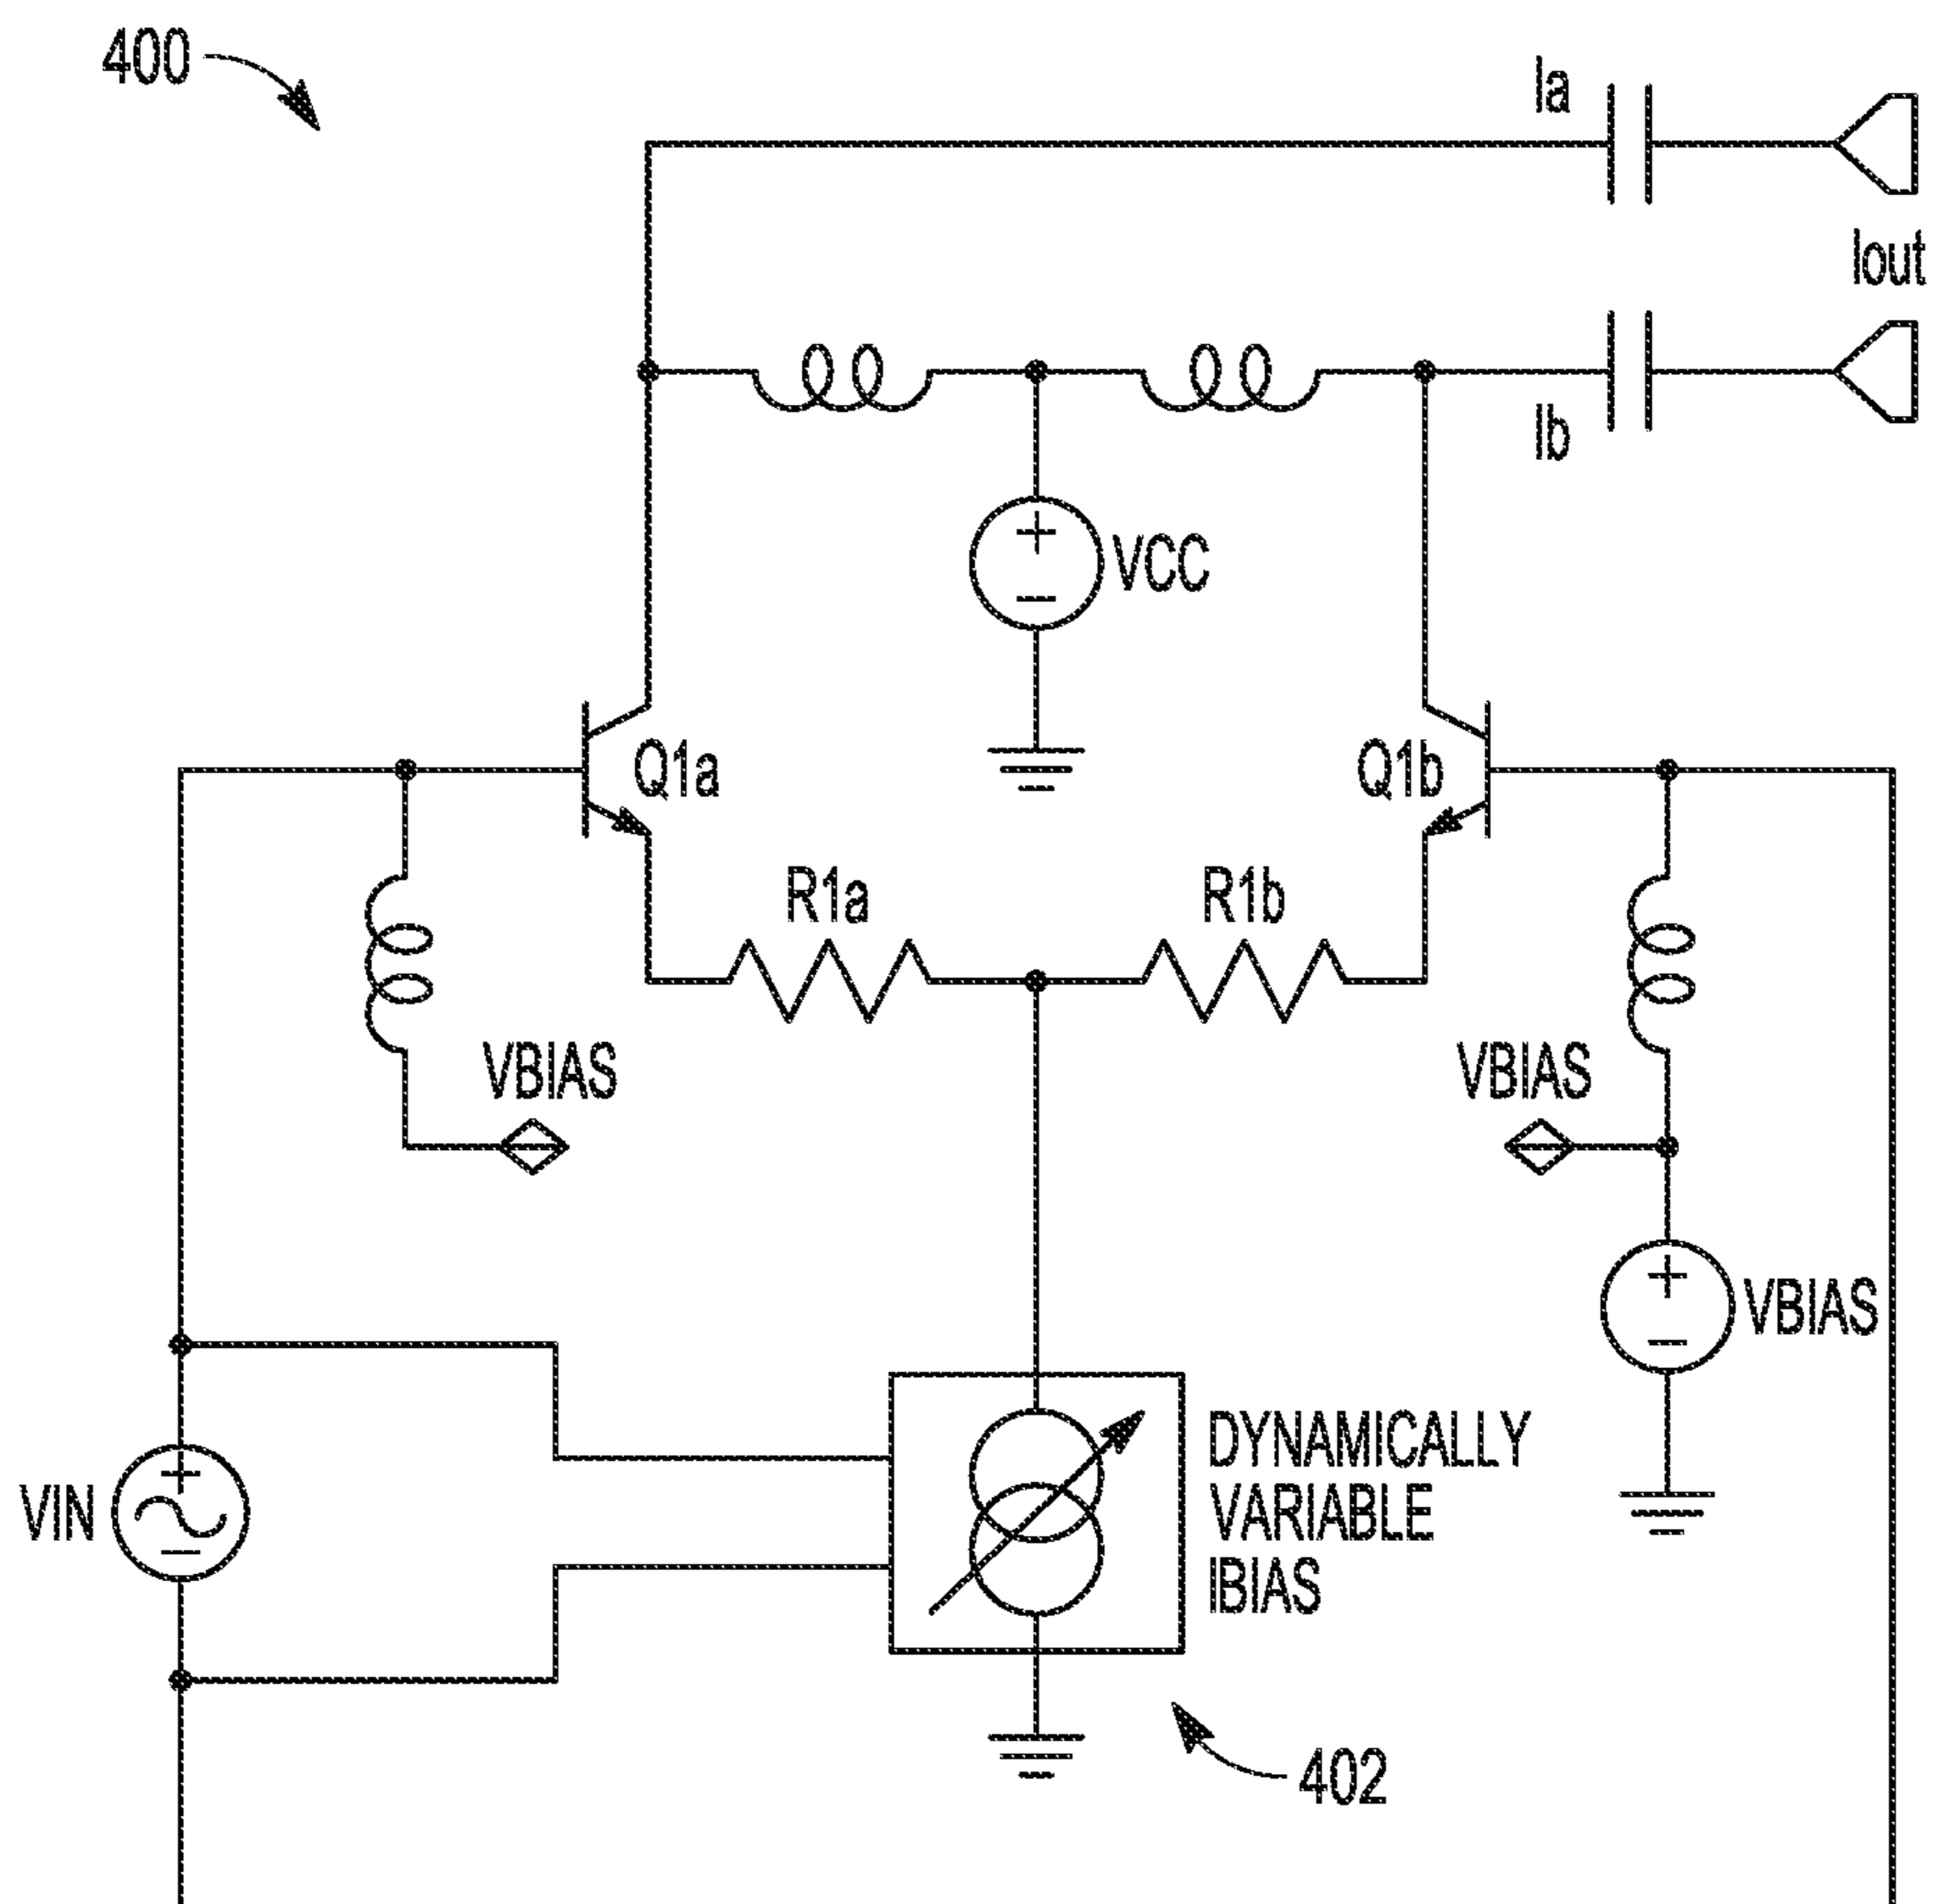 400
Ia
Iout
Ib
VCC
Q1a
Q1b
R1a
R1b
VBIAS
VBIAS
VBIAS
VIN
DYNAMICALLY
VARIABLE
IBIAS
402